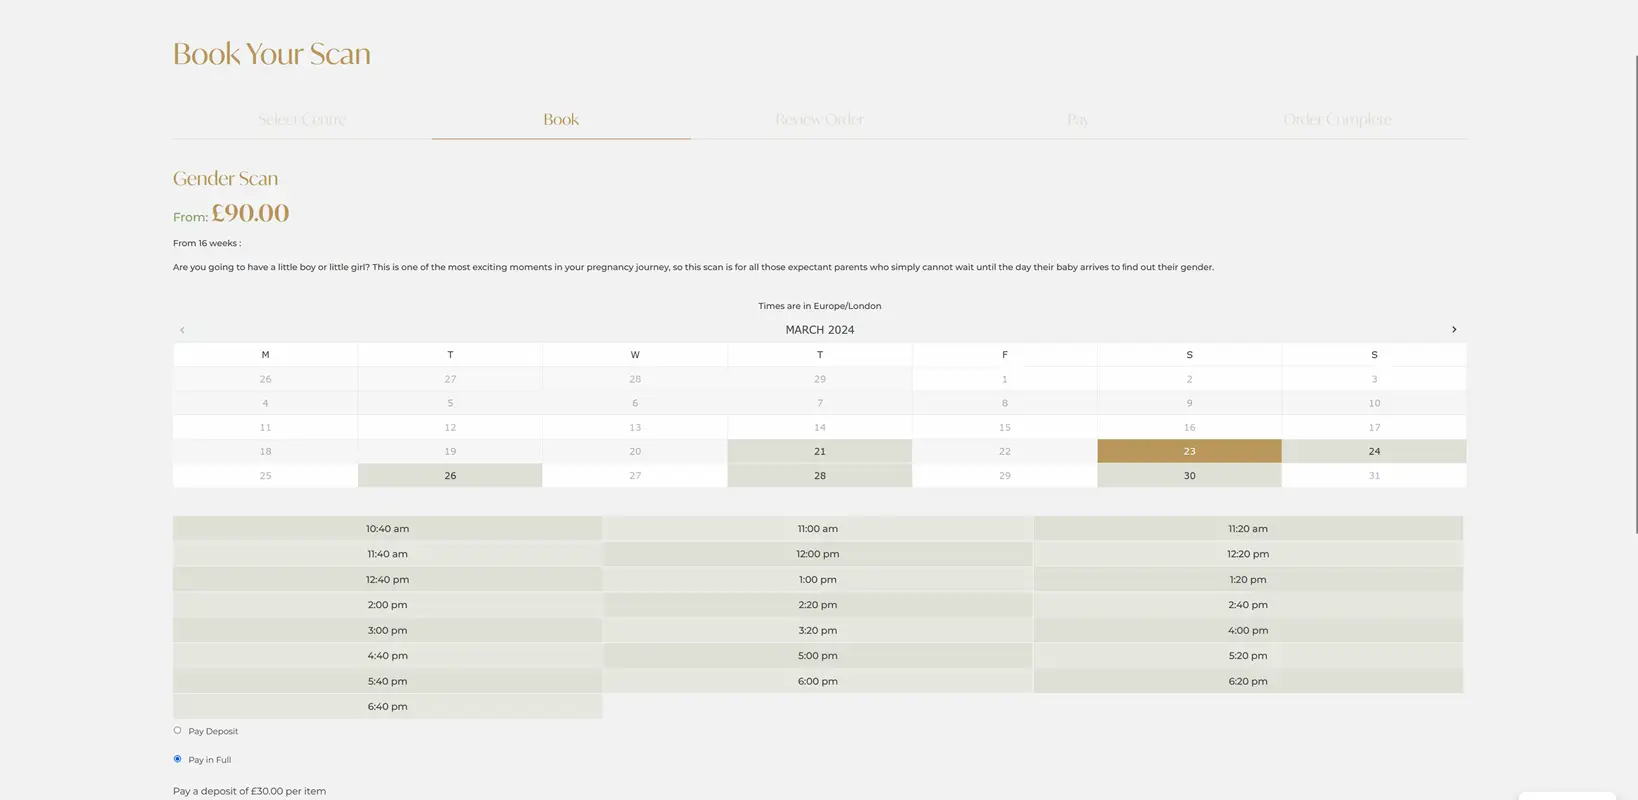 Book Your Scan
Select Centre Book Review Order Pay Order Complete
Gender Scan
From: £90.00
From 16 weeks :
Are you going to have a little boy or little girl? This is one of the most exciting moments in your pregnancy journey, so this scan is for all those expectant parents who simply cannot wait until the day their baby arrives to find out their gender.
Times are in Europe/London
‹ MARCH 2024 ›
M T W T F S S
26 27 28 29 1 2 3
4 5 6 7 8 9 10
11 12 13 14 15 16 17
18 19 20 21 22 23 24
25 26 27 28 29 30 31
10:40 am 11:00 am 11:20 am
11:40 am 12:00 pm 12:20 pm
12:40 pm 1:00 pm 1:20 pm
2:00 pm 2:20 pm 2:40 pm
3:00 pm 3:20 pm 4:00 pm
4:40 pm 5:00 pm 5:20 pm
5:40 pm 6:00 pm 6:20 pm
6:40 pm
Pay Deposit
Pay in Full
Pay a deposit of £30.00 per item